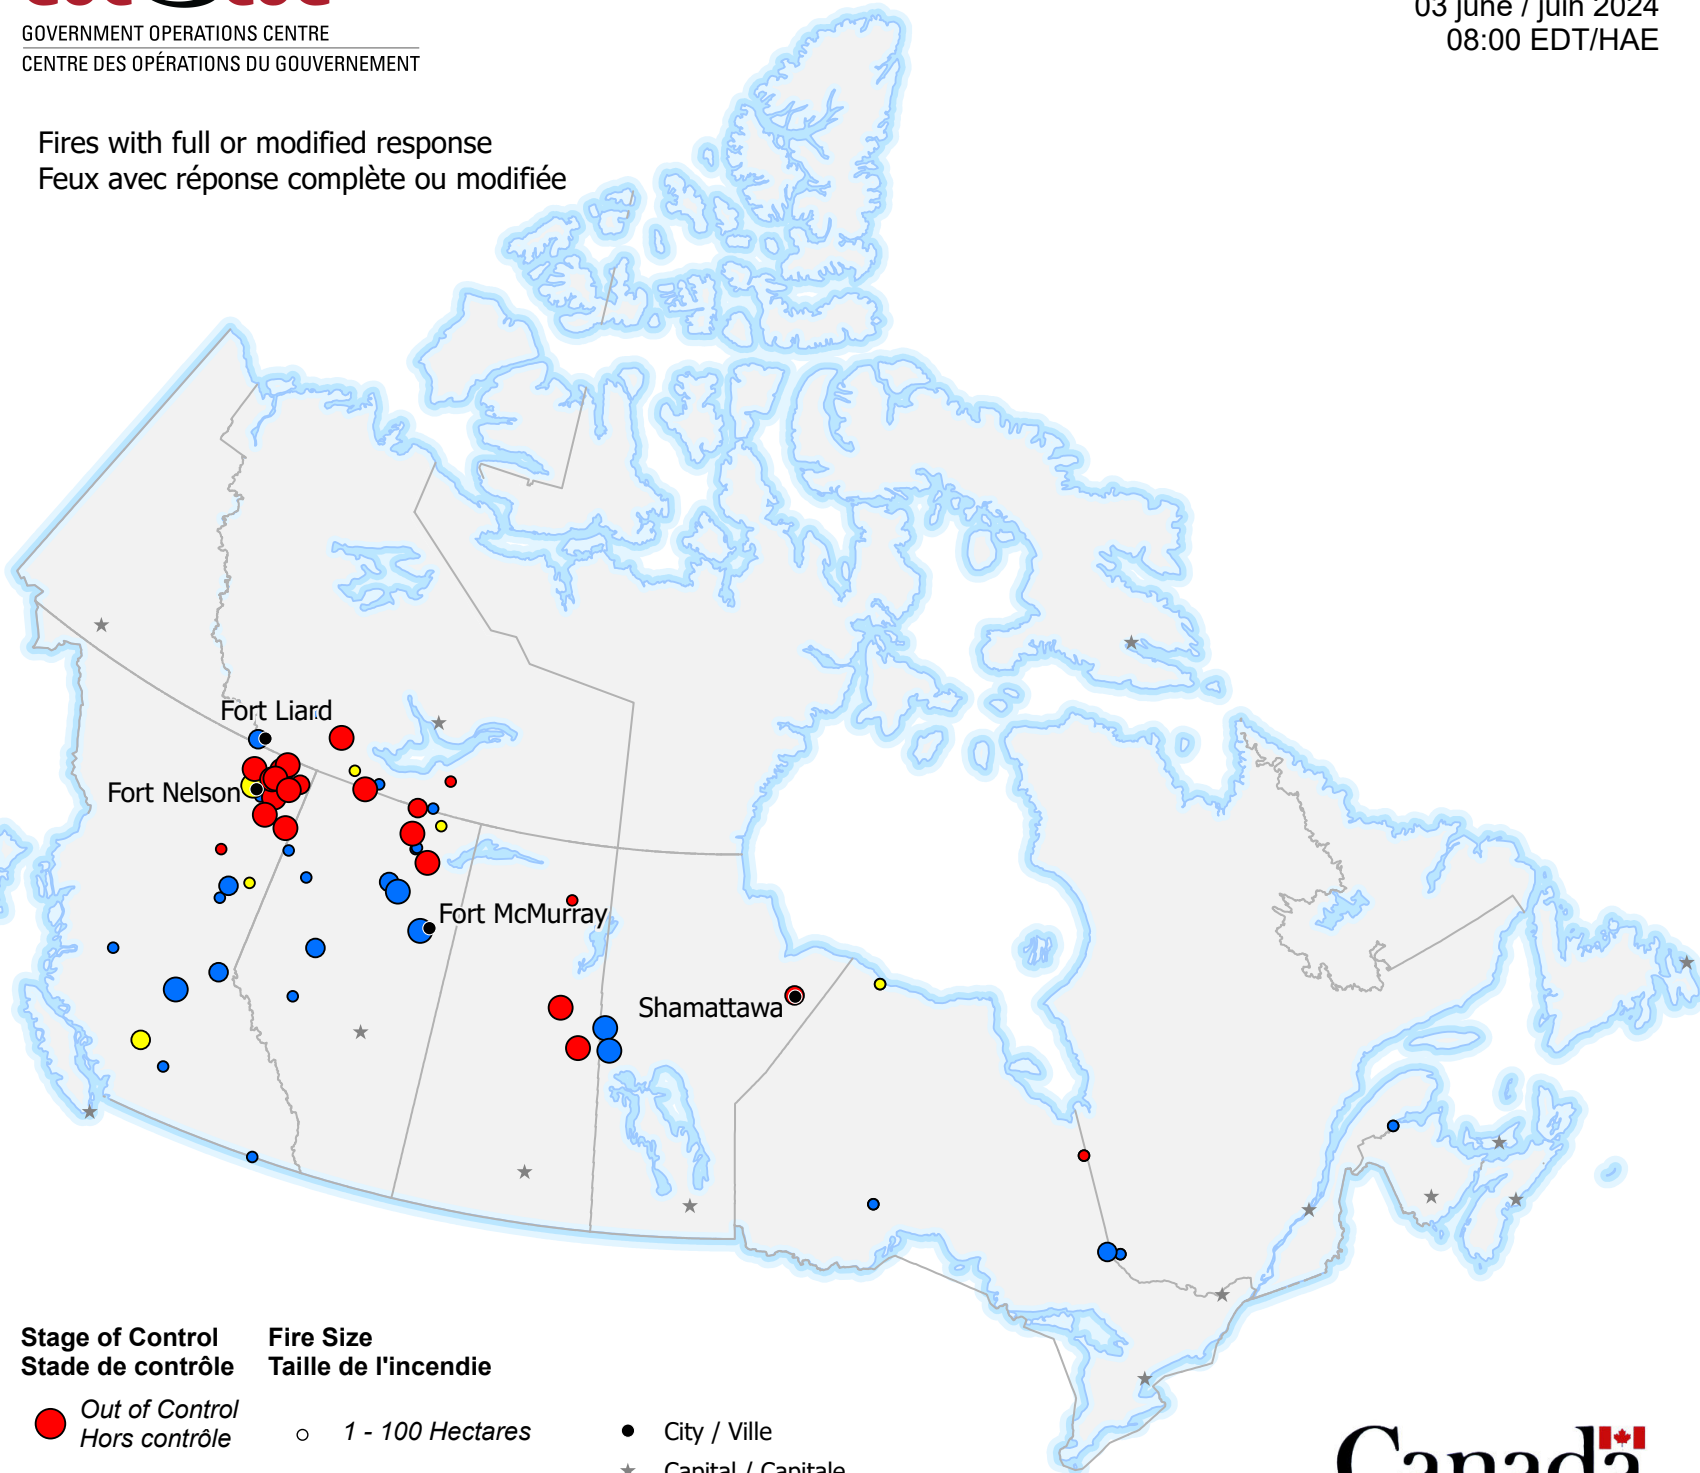 GOVERNMENT OPERATIONS CENTRE
CENTRE DES OPÉRATIONS DU GOUVERNEMENT
03 june / juin 2024
08:00 EDT/HAE
Fires with full or modified response
Feux avec réponse complète ou modifiée
Fort Liard
Fort Nelson
Fort McMurray
Shamattawa
Stage of Control
Stade de contrôle
Fire Size
Taille de l'incendie
Out of Control
Hors contrôle
1 - 100 Hectares
City / Ville
Capital / Capitale
Canada